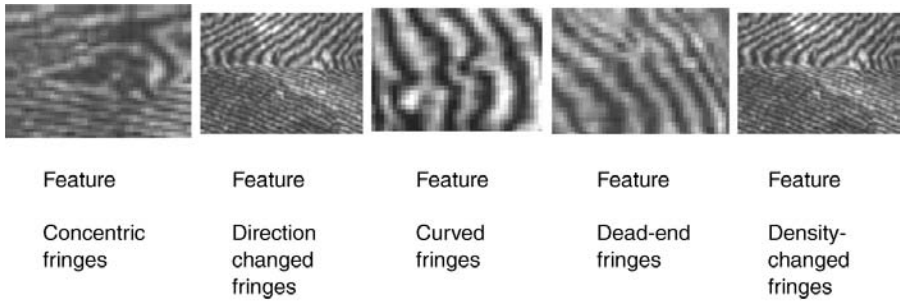 Feature Feature Feature Feature Feature
Concentric Direction Curved Dead-end Density-
fringes changed fringes fringes changed
fringes fringes